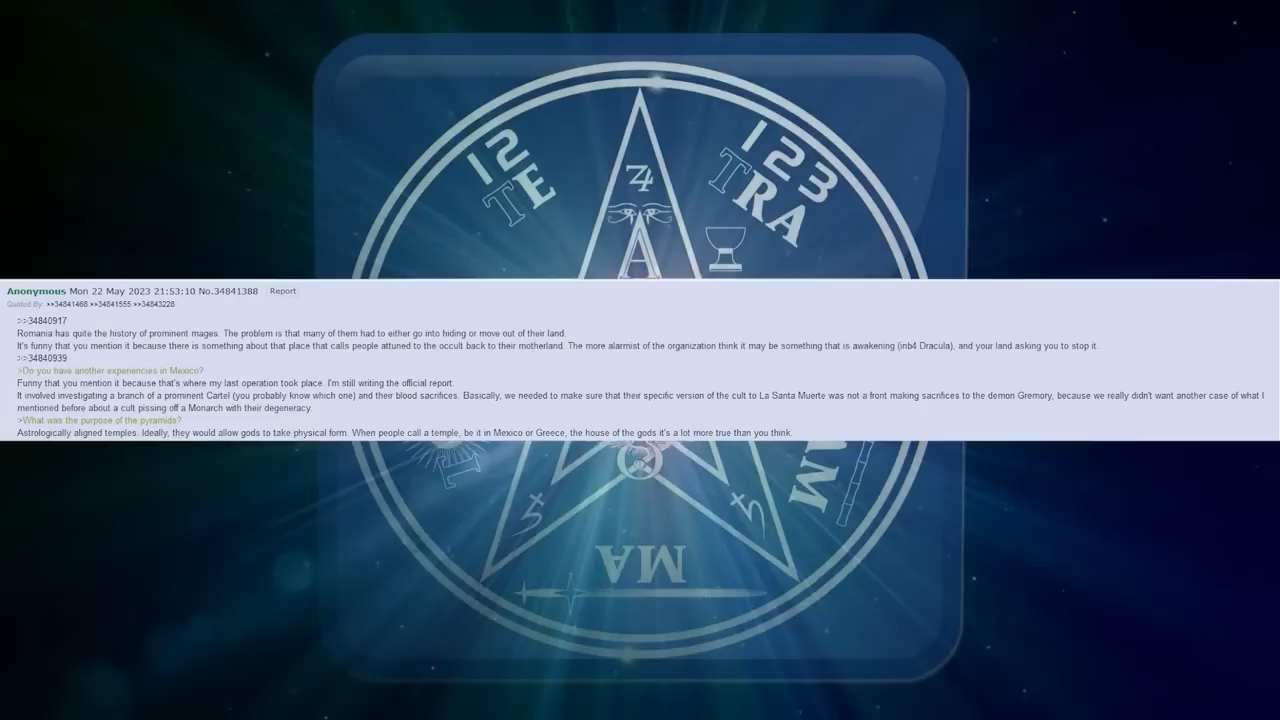 12
TE
123
TRA
A
Anonymous Mon 22 May 2023 21:53:10 No.34841388 Report
Quoted By: >>34841468 >>34841555 >>34843228
>>34840917
Romania has quite the history of prominent mages. The problem is that many of them had to either go into hiding or move out of their land.
It's funny that you mention it because there is something about that place that calls people attuned to the occult back to their motherland. The more alarmist of the organization think it may be something that is awakening (inb4 Dracula), and your land asking you to stop it.
>>34840939
>Do you have another experiencies in Mexico?
Funny that you mention it because that's where my last operation took place. I'm still writing the official report.
It involved investigating a branch of a prominent Cartel (you probably know which one) and their blood sacrifices. Basically, we needed to make sure that their specific version of the cult to La Santa Muerte was not a front making sacrifices to the demon Gremory, because we really didn't want another case of what I
mentioned before about a cult pissing off a Monarch with their degeneracy.
>What was the purpose of the pyramids?
Astrologically aligned temples. Ideally, they would allow gods to take physical form. When people call a temple, be it in Mexico or Greece, the house of the gods it's a lot more true than you think.
MA